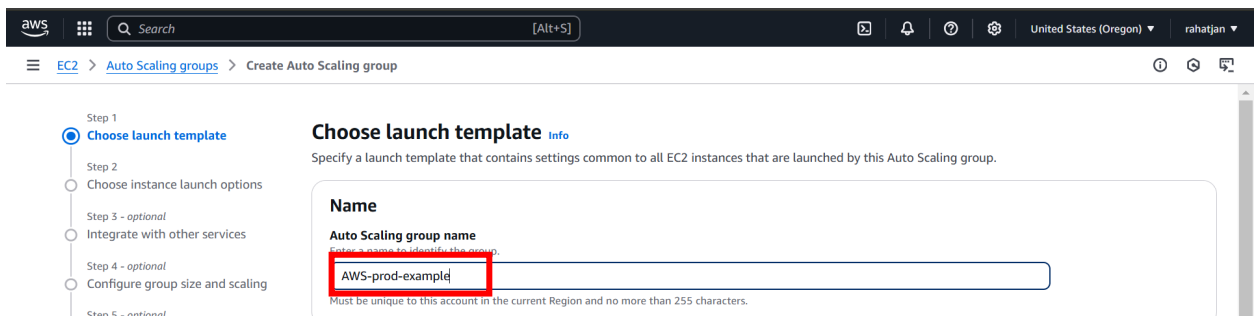 aws
Search [Alt+S] United States (Oregon) rahatjan
EC2 > Auto Scaling groups > Create Auto Scaling group
Step 1
Choose launch template
Step 2
Choose instance launch options
Step 3 - optional
Integrate with other services
Step 4 - optional
Configure group size and scaling
Step 5 - optional
Choose launch template Info
Specify a launch template that contains settings common to all EC2 instances that are launched by this Auto Scaling group.
Name
Auto Scaling group name
Enter a name to identify the group.
AWS-prod-example
Must be unique to this account in the current Region and no more than 255 characters.